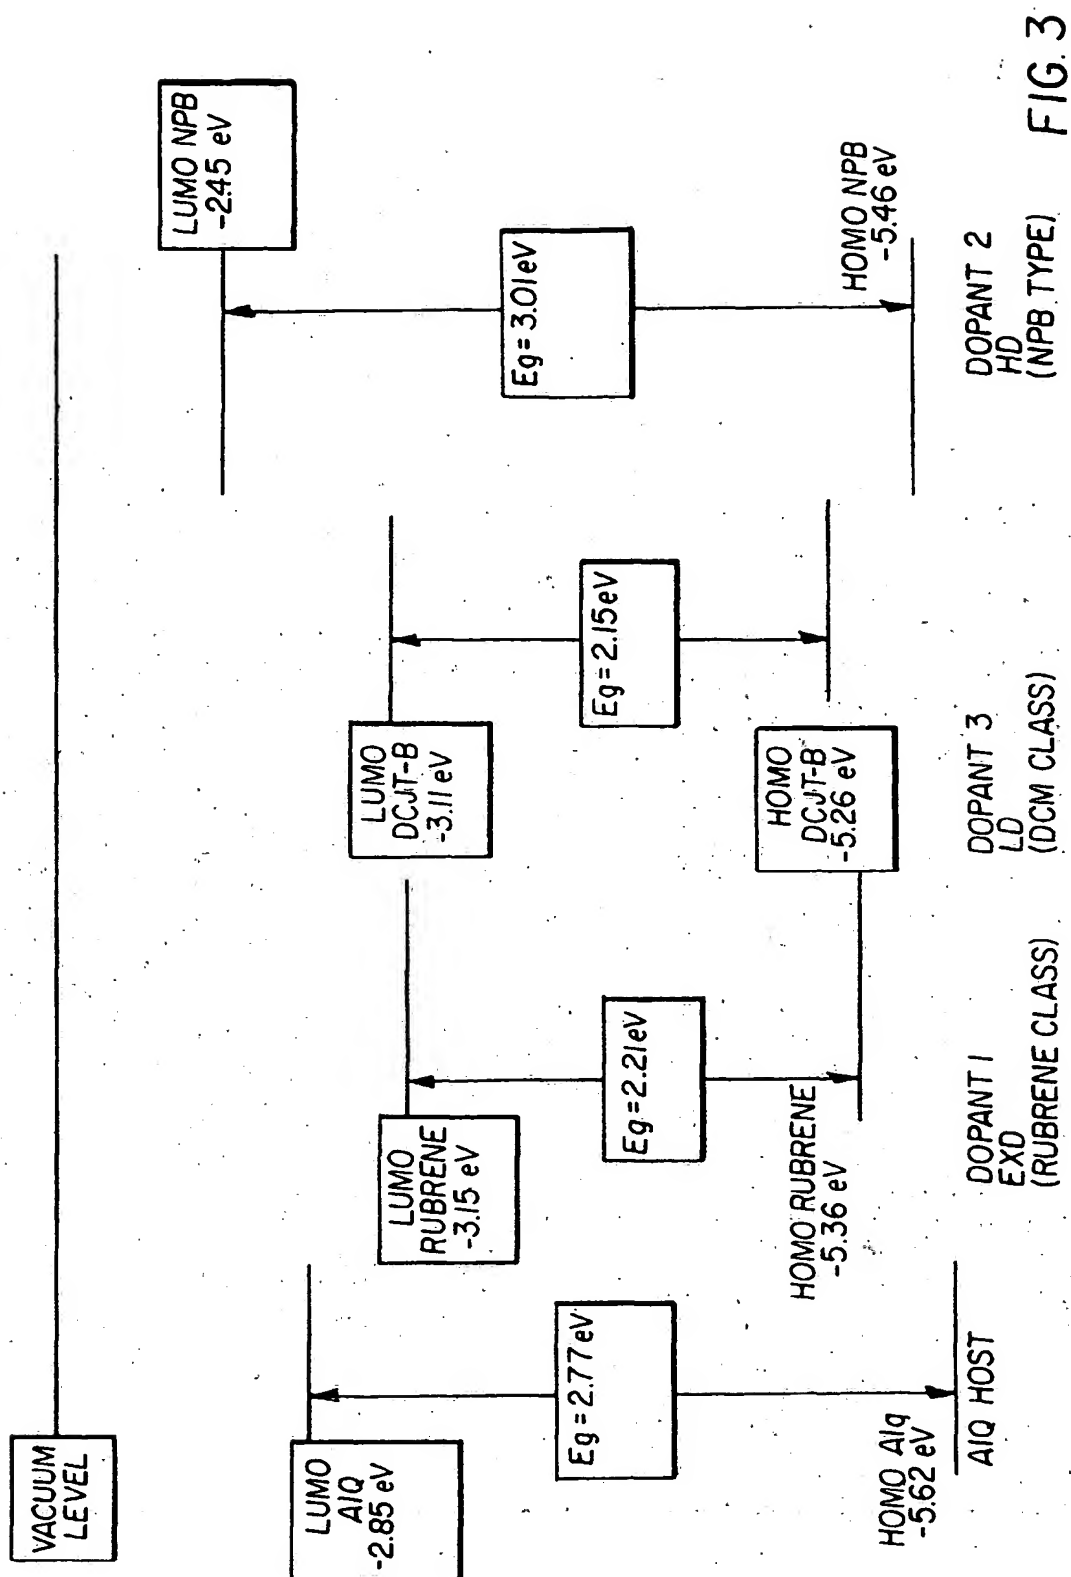 VACUUM
LEVEL
LUMO
AlQ
-2.85 eV
Eg = 2.77eV
HOMO Alq
-5.62 eV
AlQ HOST
LUMO
RUBRENE
-3.15 eV
Eg = 2.21eV
HOMO RUBRENE
-5.36 eV
DOPANT 1
EXD
(RUBRENE CLASS)
LUMO
DCJT-B
-3.11 eV
Eg = 2.15eV
HOMO
DCJT-B
-5.26 eV
DOPANT 3
LD
(DCM CLASS)
LUMO NPB
-2.45 eV
Eg = 3.01eV
HOMO NPB
-5.46 eV
DOPANT 2
HD
(NPB TYPE)
FIG. 3